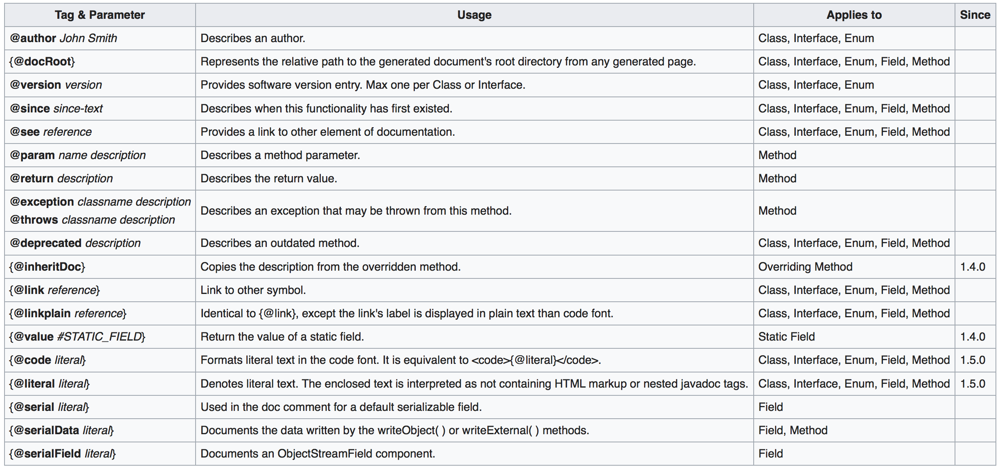 Tag & Parameter Usage Applies to Since
@author John Smith Describes an author. Class, Interface, Enum
{@docRoot} Represents the relative path to the generated document's root directory from any generated page. Class, Interface, Enum, Field, Method
@version version Provides software version entry. Max one per Class or Interface. Class, Interface, Enum
@since since-text Describes when this functionality has first existed. Class, Interface, Enum, Field, Method
@see reference Provides a link to other element of documentation. Class, Interface, Enum, Field, Method
@param name description Describes a method parameter. Method
@return description Describes the return value. Method
@exception classname description
@throws classname description Describes an exception that may be thrown from this method. Method
@deprecated description Describes an outdated method. Class, Interface, Enum, Field, Method
{@inheritDoc} Copies the description from the overridden method. Overriding Method 1.4.0
{@link reference} Link to other symbol. Class, Interface, Enum, Field, Method
{@linkplain reference} Identical to {@link}, except the link's label is displayed in plain text than code font. Class, Interface, Enum, Field, Method
{@value #STATIC_FIELD} Return the value of a static field. Static Field 1.4.0
{@code literal} Formats literal text in the code font. It is equivalent to <code>{@literal}</code>. Class, Interface, Enum, Field, Method 1.5.0
{@literal literal} Denotes literal text. The enclosed text is interpreted as not containing HTML markup or nested javadoc tags. Class, Interface, Enum, Field, Method 1.5.0
{@serial literal} Used in the doc comment for a default serializable field. Field
{@serialData literal} Documents the data written by the writeObject( ) or writeExternal( ) methods. Field, Method
{@serialField literal} Documents an ObjectStreamField component. Field